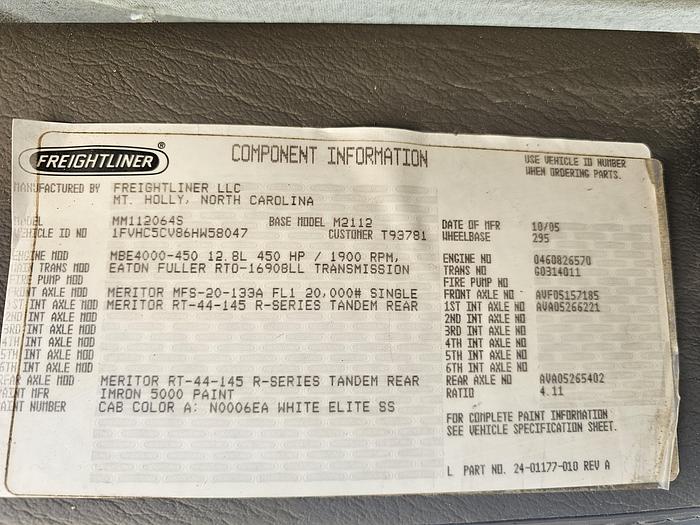 FREIGHTLINER ®
COMPONENT INFORMATION
USE VEHICLE ID NUMBER
WHEN ORDERING PARTS.
MANUFACTURED BY FREIGHTLINER LLC
MT. HOLLY, NORTH CAROLINA
MODEL MM112064S BASE MODEL M2112
VEHICLE ID NO 1FVHC5CV86HW58047 CUSTOMER T93781
DATE OF MFR 10/05
WHEELBASE 295
ENGINE MOD MBE4000-450 12.8L 450 HP / 1900 RPM,
MAIN TRANS MOD EATON FULLER RTO-16908LL TRANSMISSION
FIRE PUMP MOD
FRONT AXLE MOD MERITOR MFS-20-133A FL1 20,000# SINGLE
1ST INT AXLE MOD MERITOR RT-44-145 R-SERIES TANDEM REAR
2ND INT AXLE MOD
3RD INT AXLE MOD
4TH INT AXLE MOD
5TH INT AXLE MOD
6TH INT AXLE MOD
REAR AXLE MOD MERITOR RT-44-145 R-SERIES TANDEM REAR
PAINT MFR IMRON 5000 PAINT
PAINT NUMBER CAB COLOR A: N0006EA WHITE ELITE SS
ENGINE NO 0460826570
TRANS NO G0314011
FIRE PUMP NO
FRONT AXLE NO AVF05157185
1ST INT AXLE NO AVA05266221
2ND INT AXLE NO
3RD INT AXLE NO
4TH INT AXLE NO
5TH INT AXLE NO
6TH INT AXLE NO
REAR AXLE NO AVA05265402
RATIO 4.11
FOR COMPLETE PAINT INFORMATION
SEE VEHICLE SPECIFICATION SHEET.
L PART NO. 24-01177-010 REV A